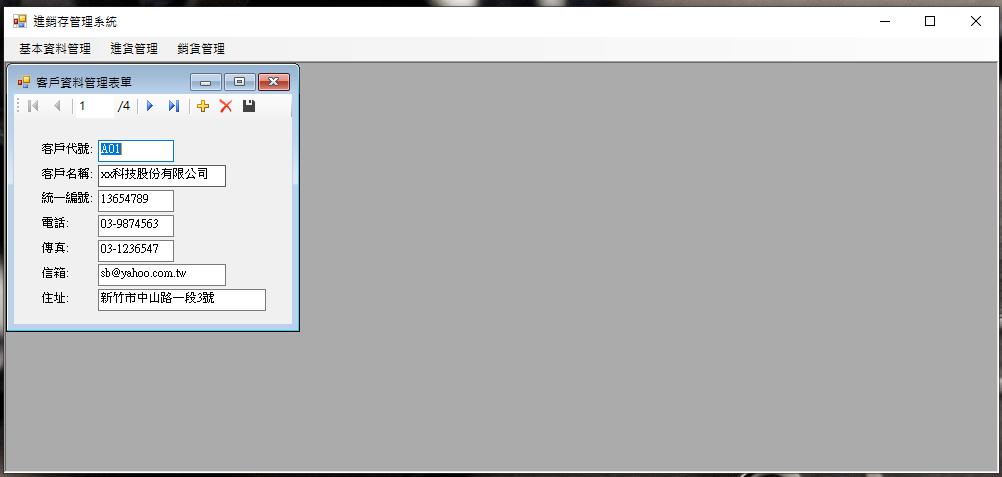 進銷存管理系統
基本資料管理 進貨管理 銷貨管理
客戶資料管理表單
1 /4
客戶代號: A01
客戶名稱: xx科技股份有限公司
統一編號: 13654789
電話: 03-9874563
傳真: 03-1236547
信箱: sb@yahoo.com.tw
住址: 新竹市中山路一段3號